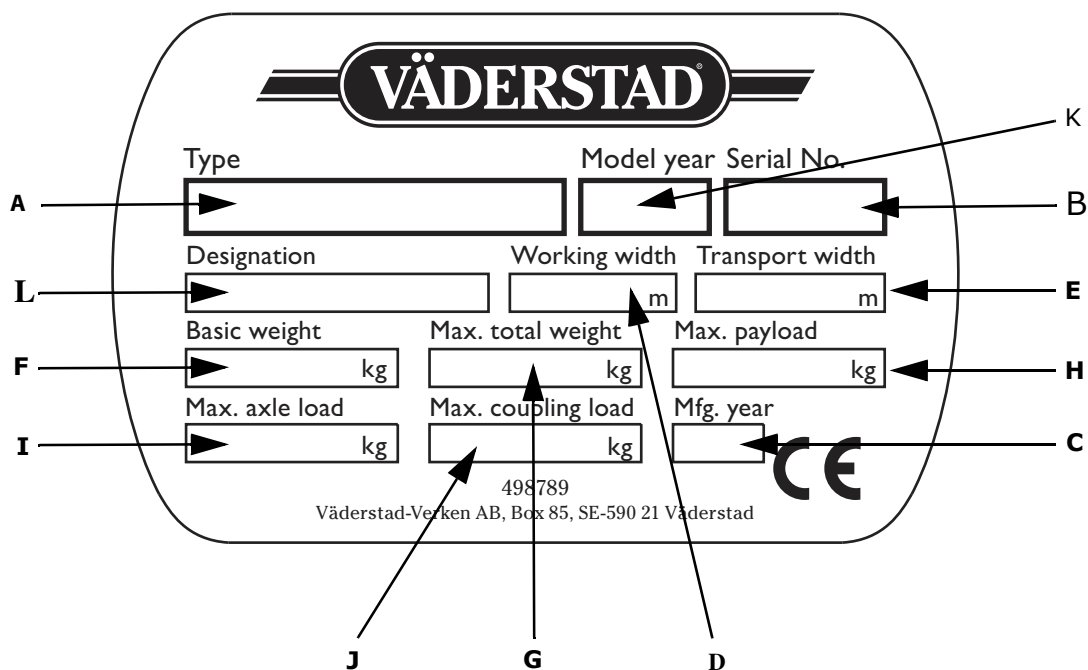 VÄDERSTAD
K
Type Model year Serial No.
A B
Designation Working width Transport width
L m m E
Basic weight Max. total weight Max. payload
F kg kg kg H
Max. axle load Max. coupling load Mfg. year
I kg kg C
CE
498789
Väderstad-Verken AB, Box 85, SE-590 21 Väderstad
J G D